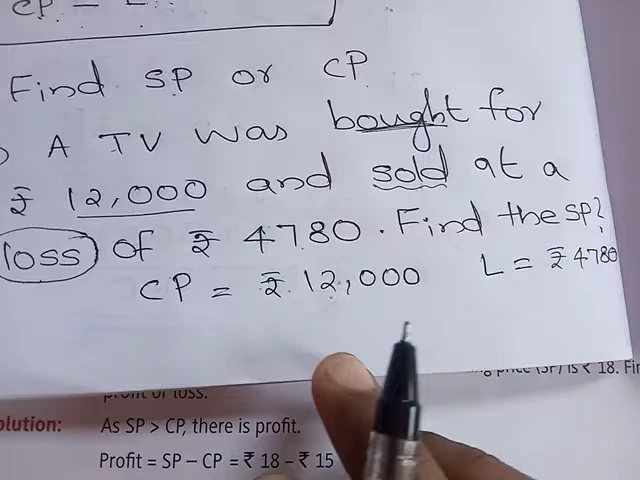 CP -
Find SP or CP
A TV was bought for
₹ 12,000 and sold at a
loss of ₹ 4780. Find the SP?
CP = ₹ 12,000 L = ₹ 4780
price (SP) is ₹ 18. Fin
profit or loss.
olution: As SP > CP, there is profit.
Profit = SP – CP = ₹ 18 – ₹ 15